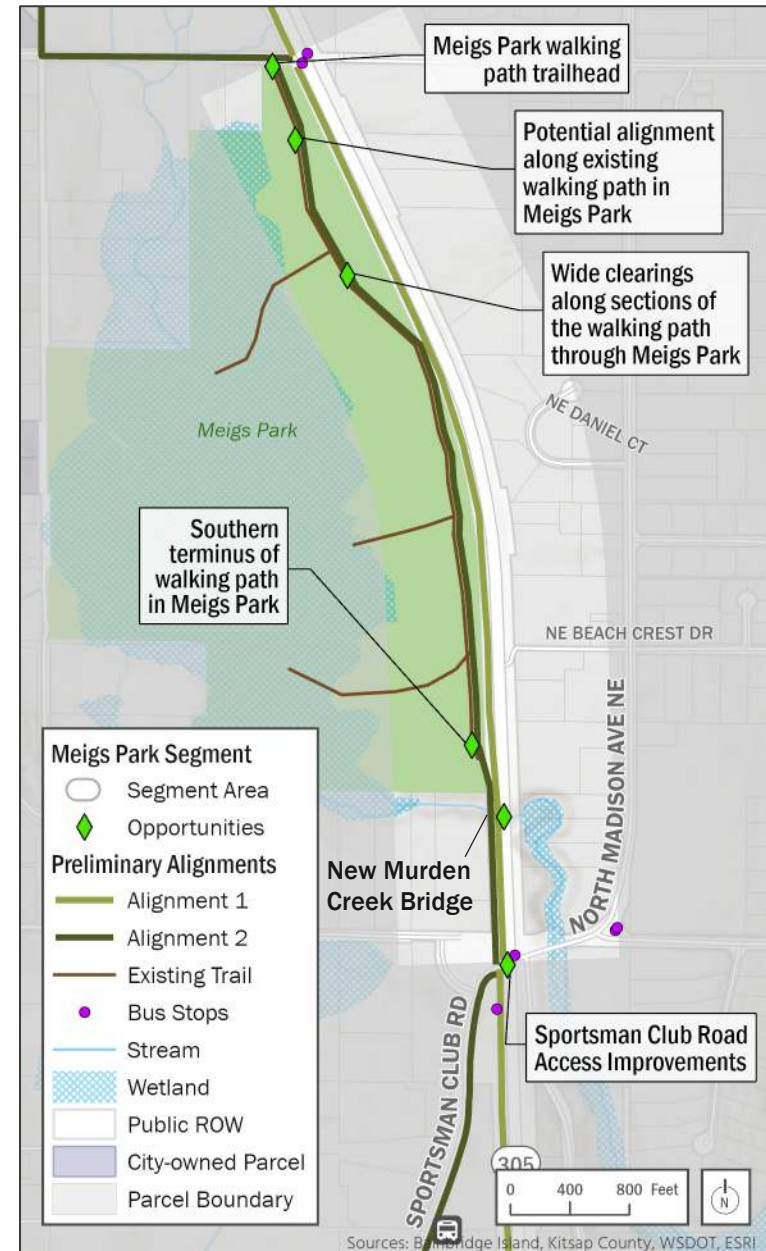 Meigs Park walking
path trailhead
Potential alignment
along existing
walking path in
Meigs Park
Wide clearings
along sections of
the walking path
through Meigs Park
NE DANIEL CT
Meigs Park
Southern
terminus of
walking path
in Meigs Park
NE BEACH CREST DR
NORTH MADISON AVE NE
New Murden
Creek Bridge
SPORTSMAN CLUB RD
Sportsman Club Road
Access Improvements
305
Meigs Park Segment
Segment Area
Opportunities
Preliminary Alignments
Alignment 1
Alignment 2
Existing Trail
Bus Stops
Stream
Wetland
Public ROW
City-owned Parcel
Parcel Boundary
0 400 800 Feet
N
Sources: Bainbridge Island, Kitsap County, WSDOT, ESRI